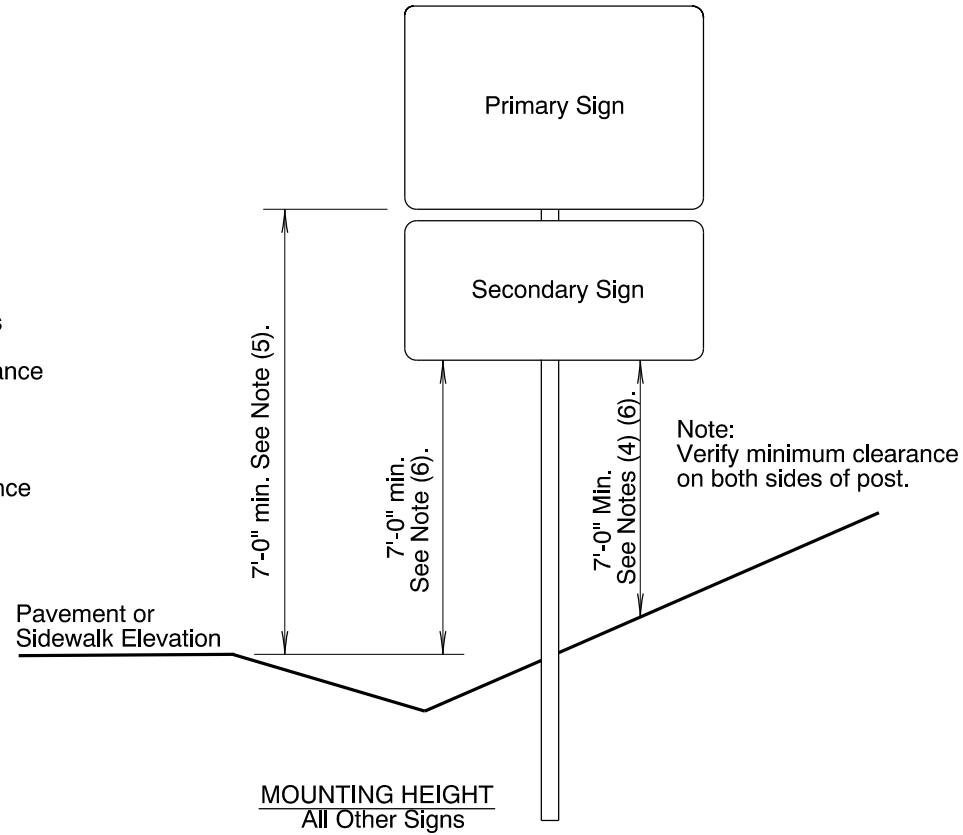 Primary Sign
Secondary Sign
7'-0" min. See Note (5).
7'-0" min.
See Note (6).
7'-0" Min.
See Notes (4) (6).
Note:
Verify minimum clearance
on both sides of post.
Pavement or
Sidewalk Elevation
MOUNTING HEIGHT
All Other Signs